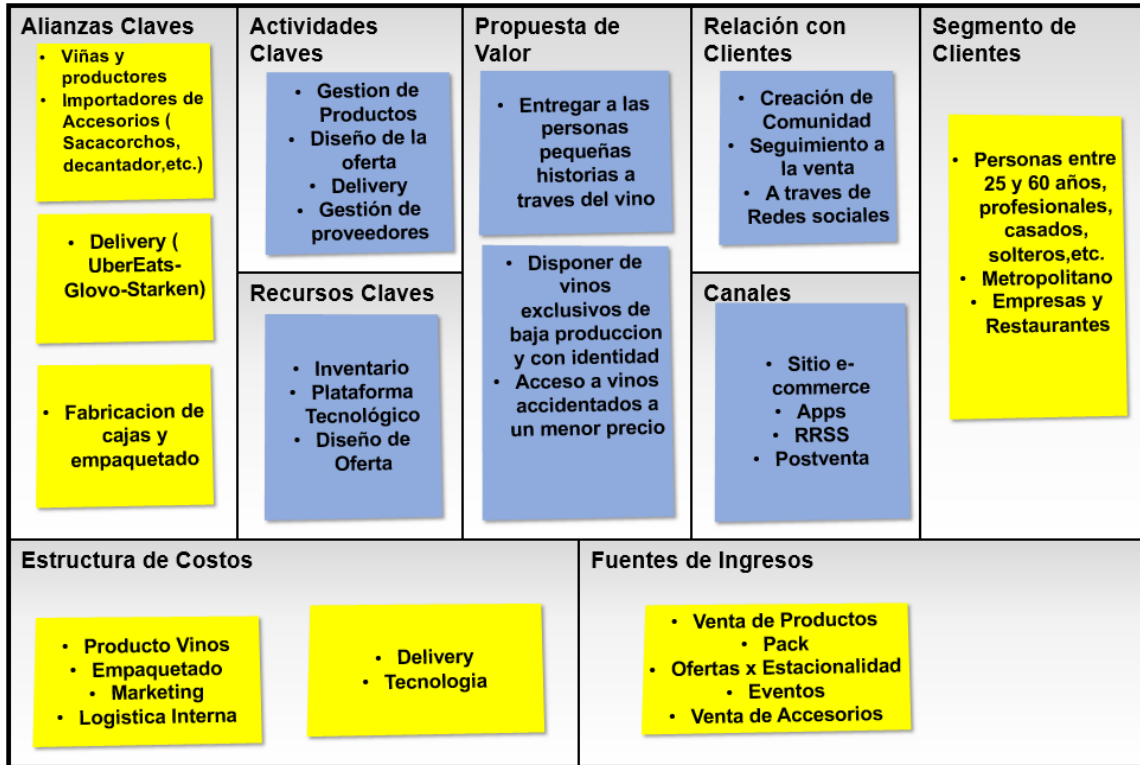 Alianzas Claves
• Viñas y
productores
• Importadores de
Accesorios (
Sacacorchos,
decantador,etc.)
• Delivery (
UberEats-
Glovo-Starken)
• Fabricacion de
cajas y
empaquetado
Actividades
Claves
• Gestion de
Productos
• Diseño de la
oferta
• Delivery
• Gestión de
proveedores
Recursos Claves
• Inventario
• Plataforma
Tecnológico
• Diseño de
Oferta
Propuesta de
Valor
• Entregar a las
personas
pequeñas
historias a
traves del vino
• Disponer de
vinos
exclusivos de
baja produccion
y con identidad
• Acceso a vinos
accidentados a
un menor precio
Relación con
Clientes
• Creación de
Comunidad
• Seguimiento a
la venta
• A traves de
Redes sociales
Canales
• Sitio e-
commerce
• Apps
• RRSS
• Postventa
Segmento de
Clientes
• Personas entre
25 y 60 años,
profesionales,
casados,
solteros,etc.
• Metropolitano
• Empresas y
Restaurantes
Estructura de Costos
• Producto Vinos
• Empaquetado
• Marketing
• Logistica Interna
• Delivery
• Tecnologia
Fuentes de Ingresos
• Venta de Productos
• Pack
• Ofertas x Estacionalidad
• Eventos
• Venta de Accesorios